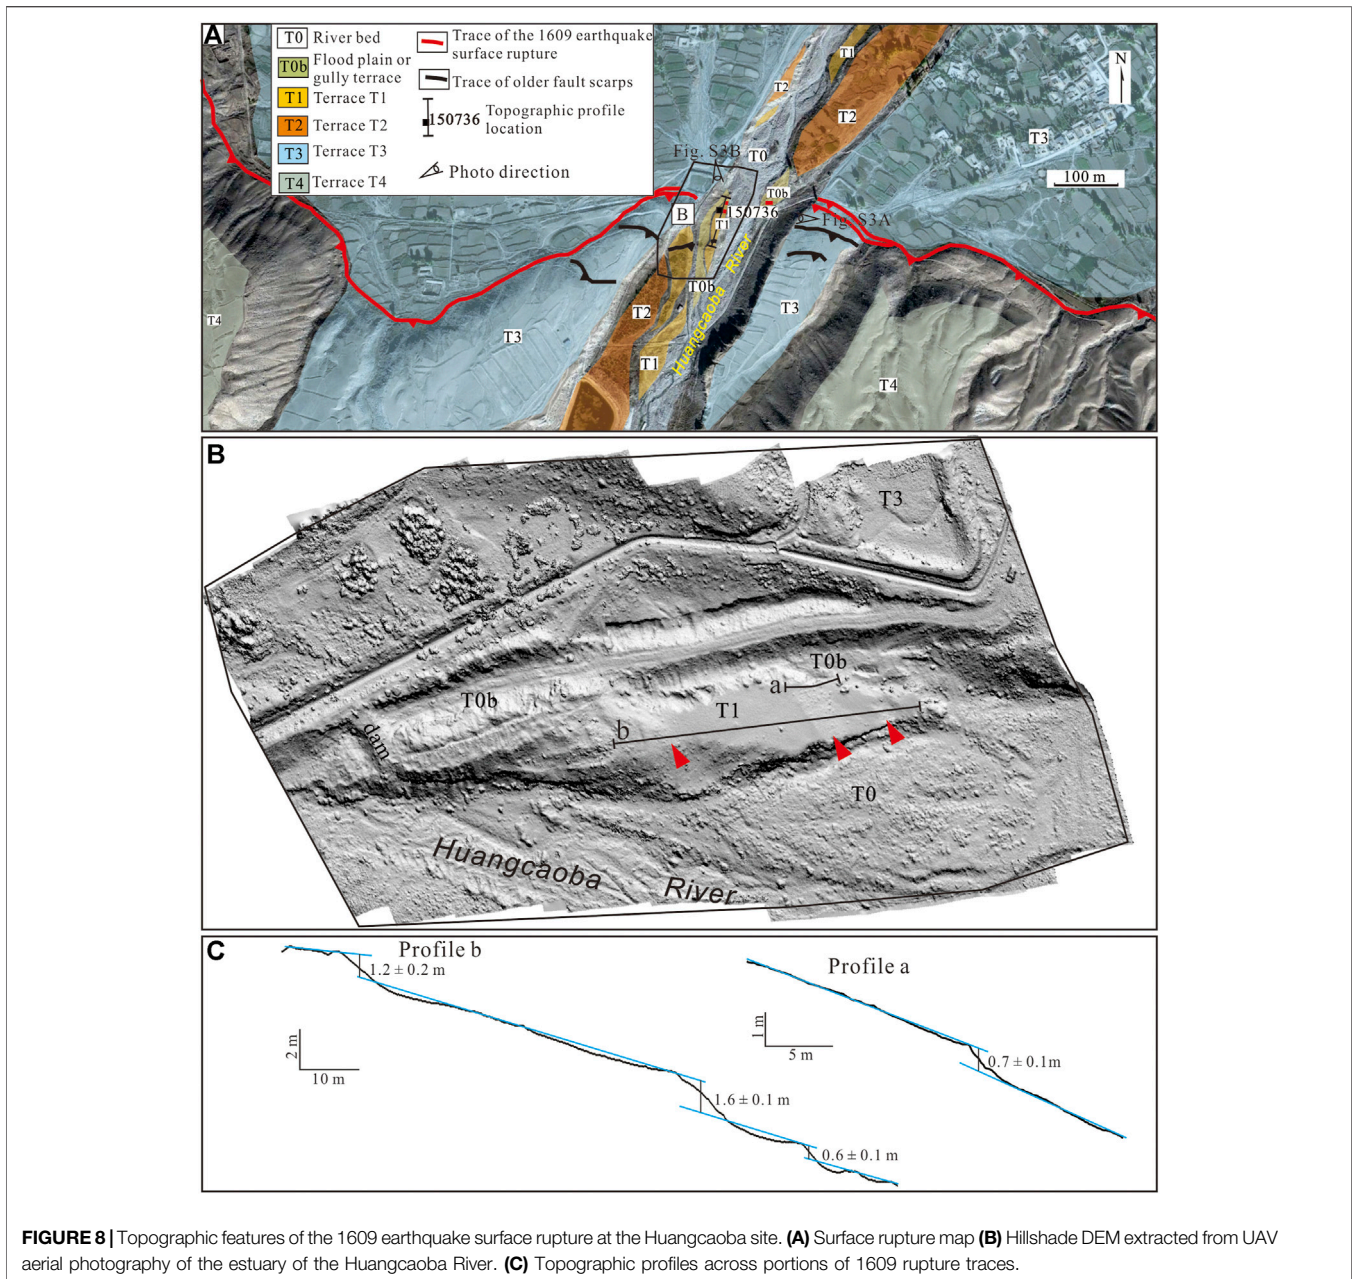 A
T0 River bed
T0b Flood plain or
gully terrace
T1 Terrace T1
T2 Terrace T2
T3 Terrace T3
T4 Terrace T4
Trace of the 1609 earthquake
surface rupture
Trace of older fault scarps
150736 Topographic profile
location
Photo direction
N
100 m
T1
T2
T2
T3
T0
Fig. S3B
T0b
B
150736
T1
Fig. S3A
T0b
T2
T3
T3
T4
T1
T4
Huangcaoba River
B
T3
T0b
a
T0b
T1
b
dam
T0
Huangcaoba River
C
Profile b
1.2 ± 0.2 m
2 m
10 m
1.6 ± 0.1 m
0.6 ± 0.1 m
Profile a
1 m
5 m
0.7 ± 0.1m
FIGURE 8 | Topographic features of the 1609 earthquake surface rupture at the Huangcaoba site. (A) Surface rupture map (B) Hillshade DEM extracted from UAV
aerial photography of the estuary of the Huangcaoba River. (C) Topographic profiles across portions of 1609 rupture traces.